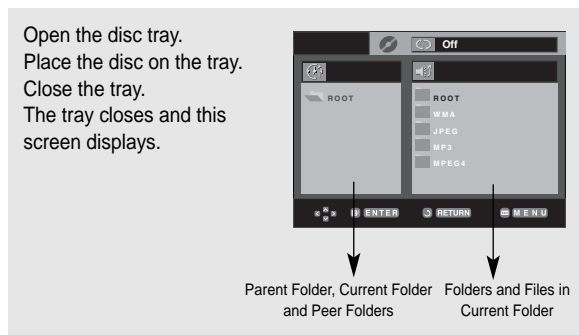 Open the disc tray.
Place the disc on the tray.
Close the tray.
The tray closes and this
screen displays.
Off
ROOT
ROOT
WMA
JPEG
MP3
MPEG4
ENTER
RETURN
MENU
Parent Folder, Current Folder
and Peer Folders
Folders and Files in
Current Folder